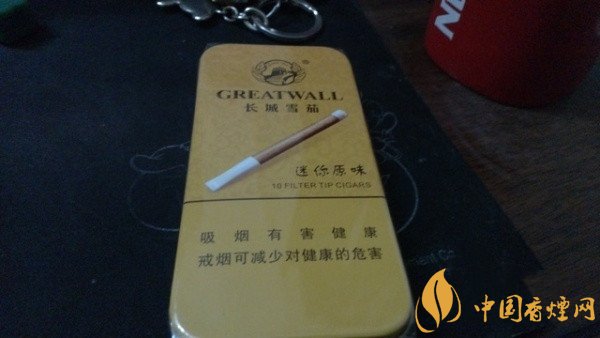 GREATWALL
长城雪茄
迷你原味
10 FILTER TIP CIGARS
吸烟有害健康
戒烟可减少对健康的危害
中国香烟网